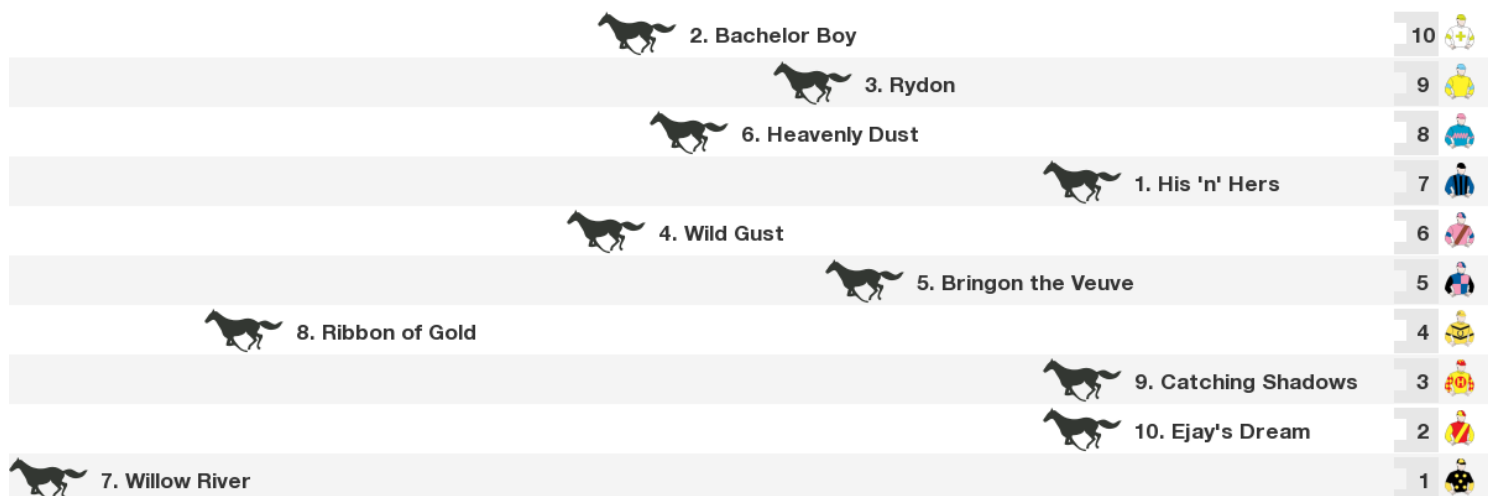 2. Bachelor Boy 10
3. Rydon 9
6. Heavenly Dust 8
1. His 'n' Hers 7
4. Wild Gust 6
5. Bringon the Veuve 5
8. Ribbon of Gold 4
9. Catching Shadows 3
10. Ejay's Dream 2
7. Willow River 1